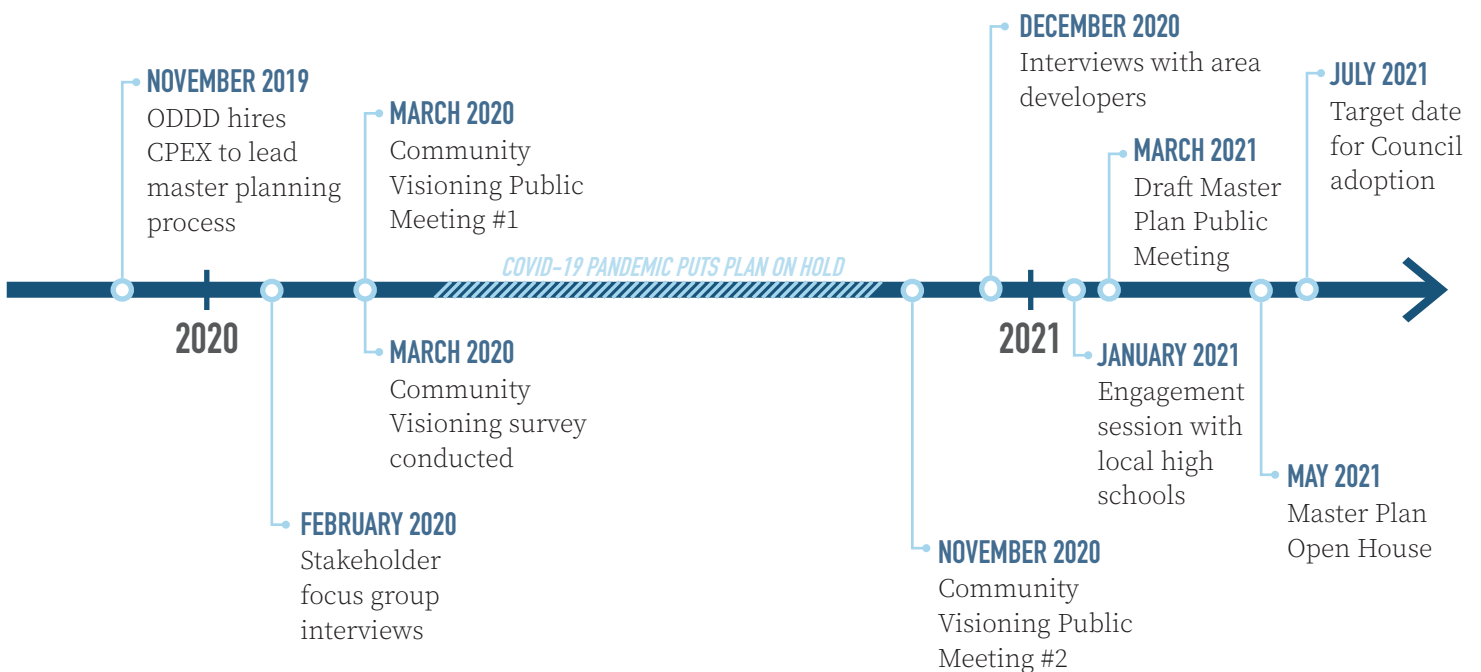 NOVEMBER 2019
ODDD hires
CPEX to lead
master planning
process
MARCH 2020
Community
Visioning Public
Meeting #1
COVID-19 PANDEMIC PUTS PLAN ON HOLD
DECEMBER 2020
Interviews with area
developers
MARCH 2021
Draft Master
Plan Public
Meeting
JULY 2021
Target date
for Council
adoption
2020
2021
FEBRUARY 2020
Stakeholder
focus group
interviews
MARCH 2020
Community
Visioning survey
conducted
NOVEMBER 2020
Community
Visioning Public
Meeting #2
JANUARY 2021
Engagement
session with
local high
schools
MAY 2021
Master Plan
Open House